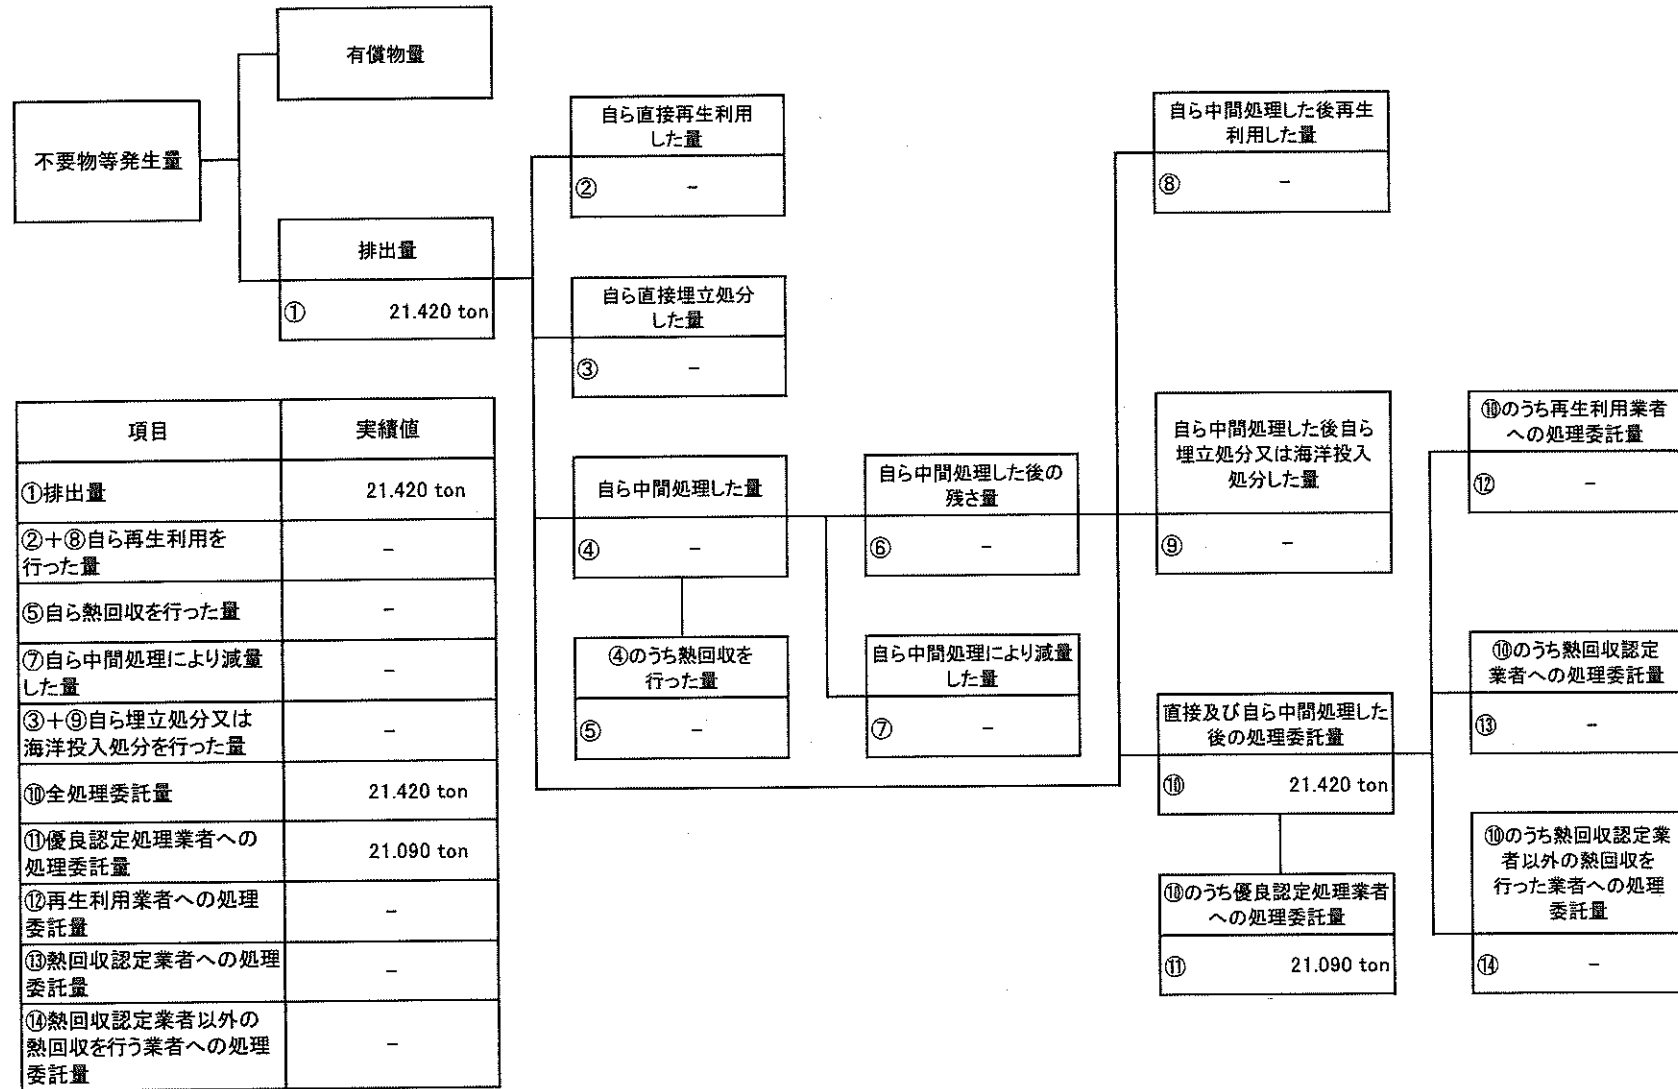 有償物量
不要物等発生量
排出量
① 21.420 ton
自ら直接再生利用
した量
② −
自ら直接埋立処分
した量
③ −
自ら中間処理した量
④ −
④のうち熱回収を
行った量
⑤ −
自ら中間処理した後の
残さ量
⑥ −
自ら中間処理により減量
した量
⑦ −
自ら中間処理した後再生
利用した量
⑧ −
自ら中間処理した後自ら
埋立処分又は海洋投入
処分した量
⑨ −
直接及び自ら中間処理した
後の処理委託量
⑩ 21.420 ton
⑩のうち優良認定処理業者
への処理委託量
⑪ 21.090 ton
⑩のうち再生利用業者
への処理委託量
⑫ −
⑩のうち熱回収認定
業者への処理委託量
⑬ −
⑩のうち熱回収認定業
者以外の熱回収を
行った業者への処理
委託量
⑭ −
項目 実績値
①排出量 21.420 ton
②+⑧自ら再生利用を
行った量 −
⑤自ら熱回収を行った量 −
⑦自ら中間処理により減量
した量 −
③+⑨自ら埋立処分又は
海洋投入処分を行った量 −
⑩全処理委託量 21.420 ton
⑪優良認定処理業者への
処理委託量 21.090 ton
⑫再生利用業者への処理
委託量 −
⑬熱回収認定業者への処理
委託量 −
⑭熱回収認定業者以外の
熱回収を行う業者への処理
委託量 −